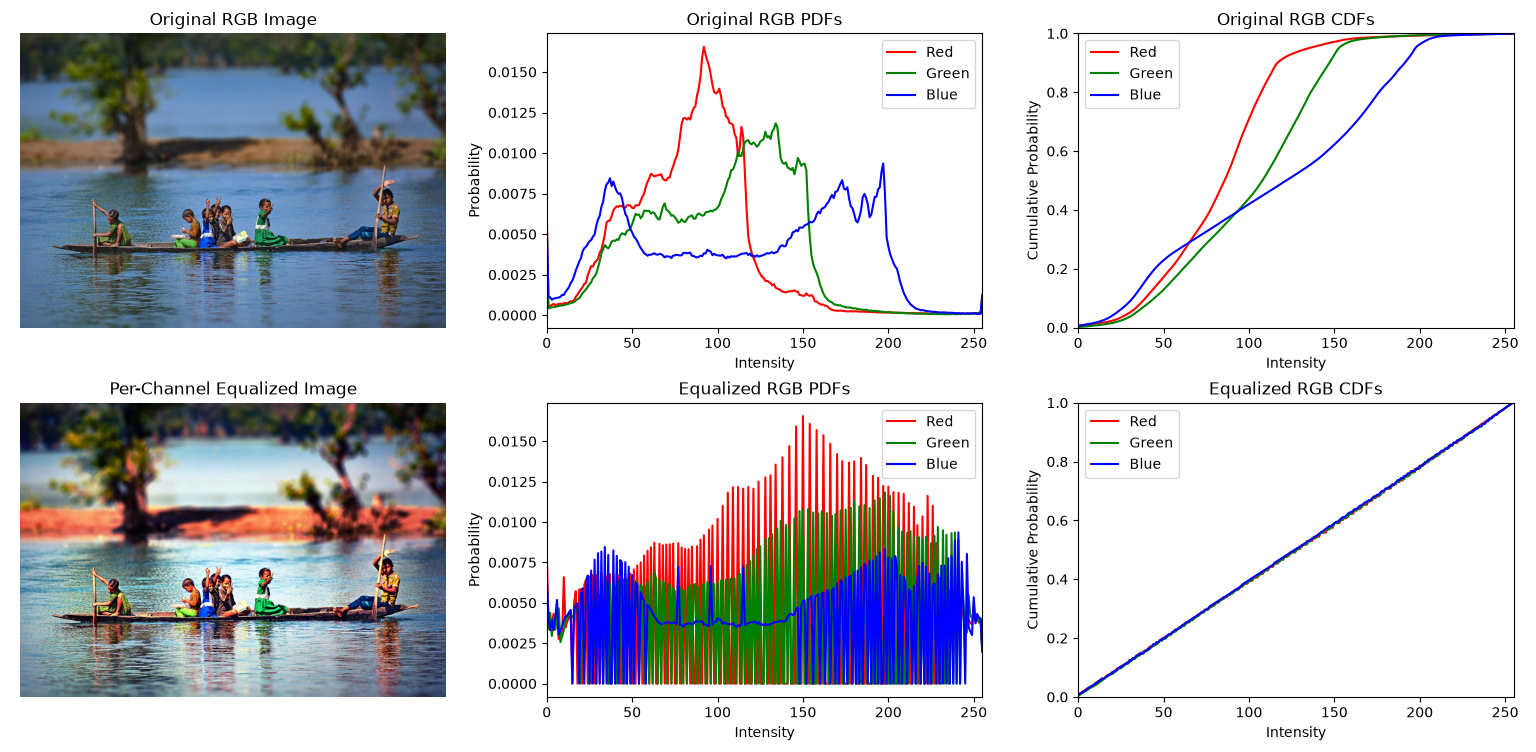 Original RGB Image
Original RGB PDFs
Original RGB CDFs
0.0150
0.0125
0.0100
0.0075
0.0050
0.0025
0.0000
Probability
Red
Green
Blue
0 50 100 150 200 250
Intensity
1.0
0.8
0.6
0.4
0.2
0.0
Cumulative Probability
Red
Green
Blue
0 50 100 150 200 250
Intensity
Per-Channel Equalized Image
Equalized RGB PDFs
Equalized RGB CDFs
0.0150
0.0125
0.0100
0.0075
0.0050
0.0025
0.0000
Probability
Red
Green
Blue
0 50 100 150 200 250
Intensity
1.0
0.8
0.6
0.4
0.2
0.0
Cumulative Probability
Red
Green
Blue
0 50 100 150 200 250
Intensity